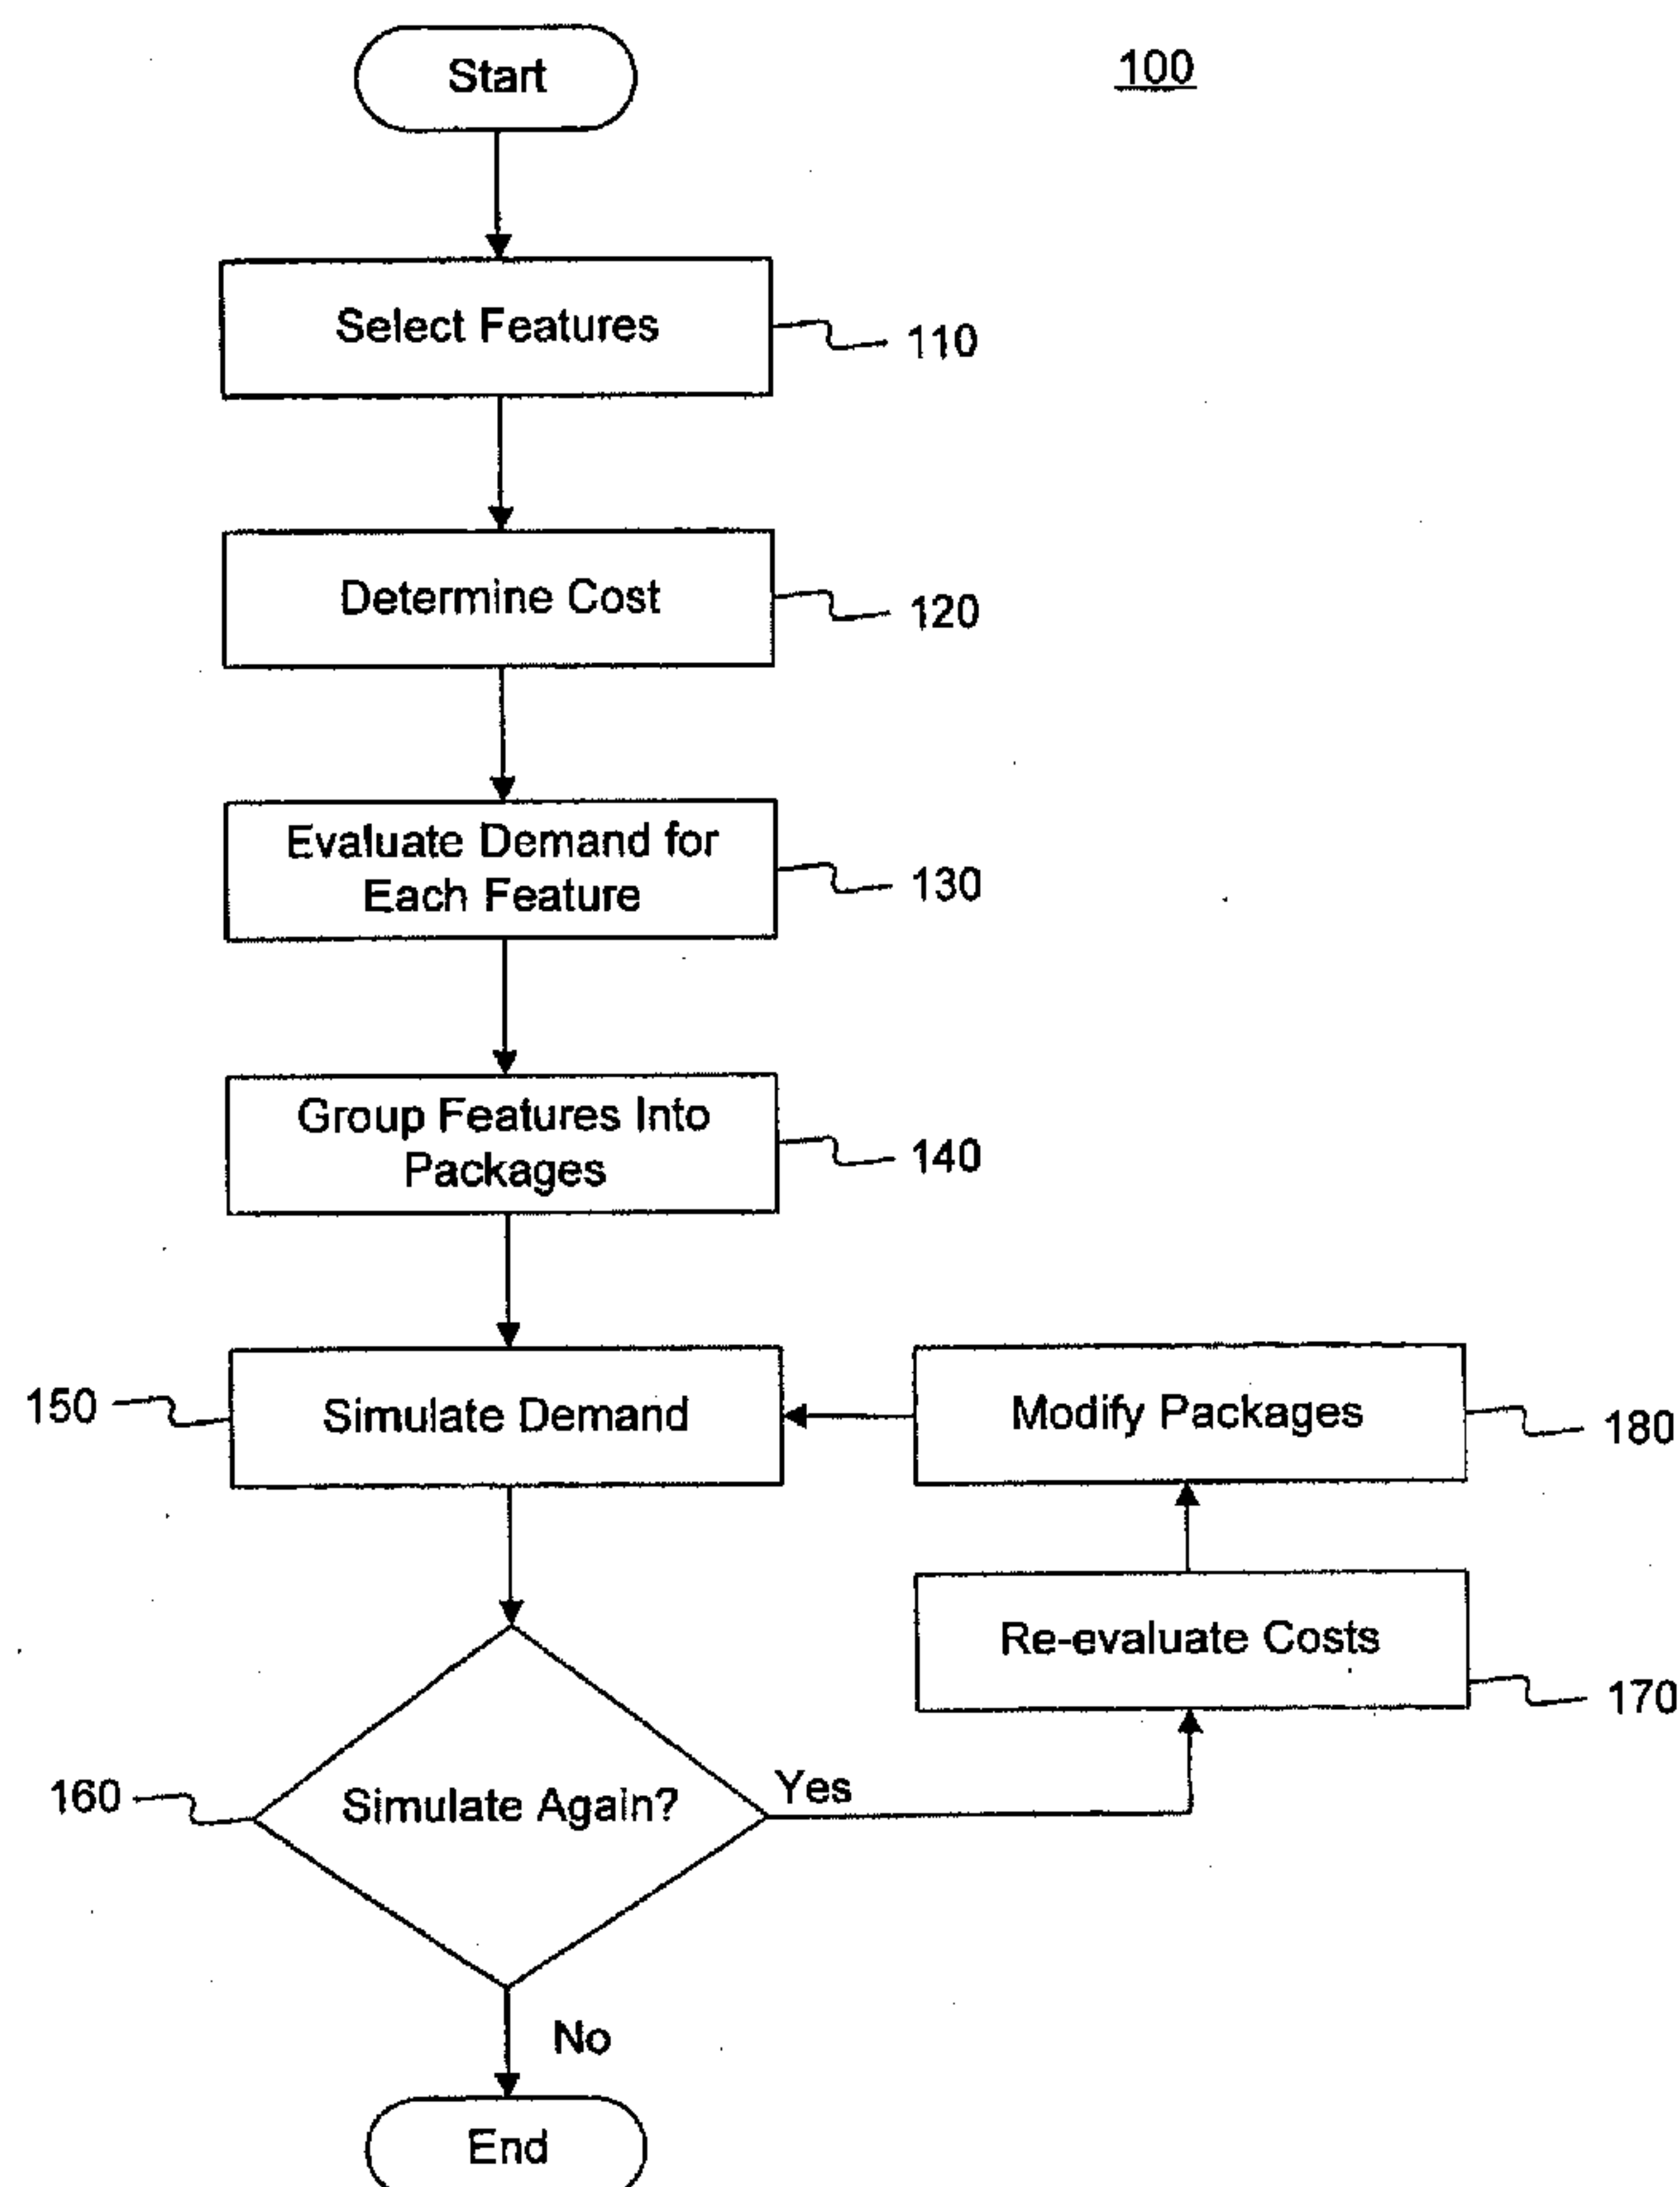 Start
100
Select Features
110
Determine Cost
120
Evaluate Demand for
Each Feature
130
Group Features Into
Packages
140
150
Simulate Demand
Modify Packages
180
Re-evaluate Costs
170
160
Simulate Again?
Yes
No
End